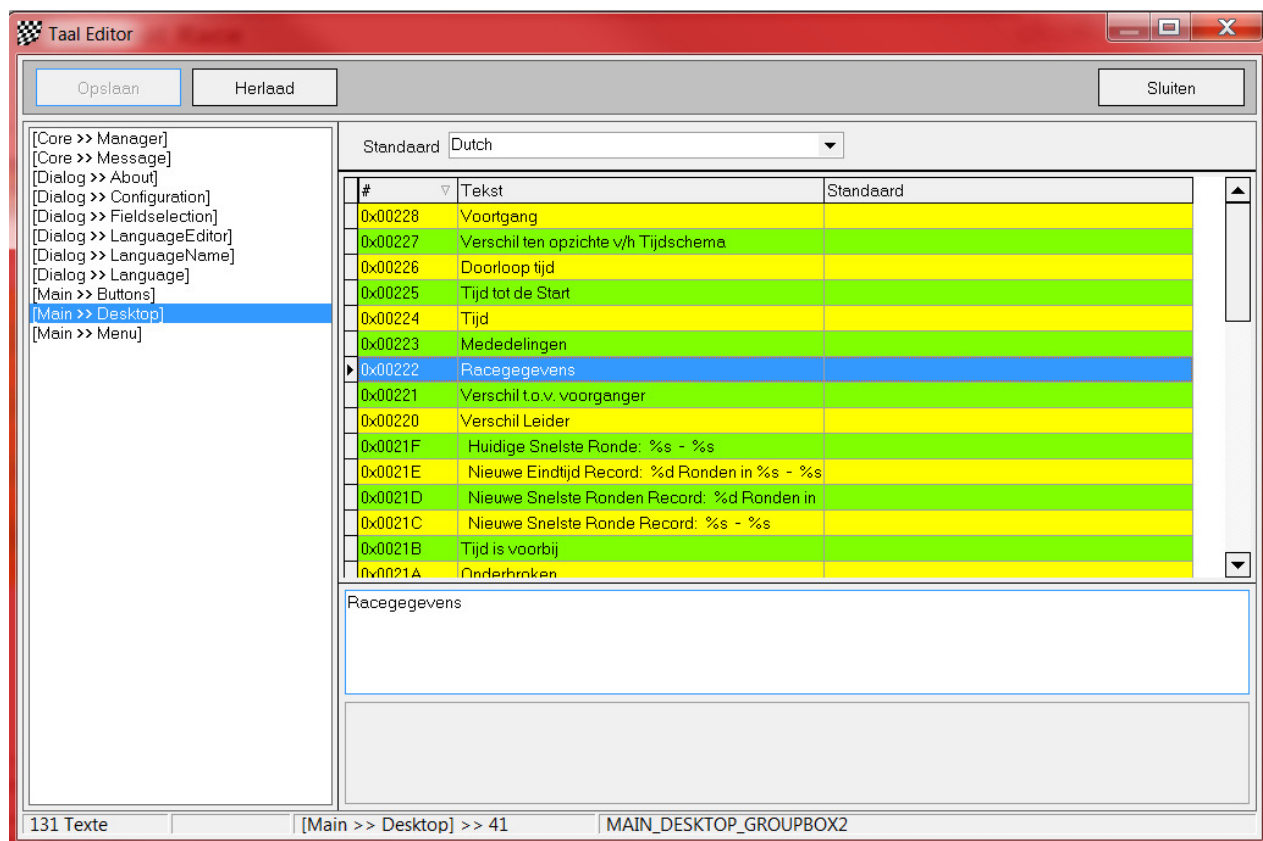 Taal Editor
Opslaan Herlaad Sluiten
[Core >> Manager]
[Core >> Message]
[Dialog >> About]
[Dialog >> Configuration]
[Dialog >> Fieldselection]
[Dialog >> LanguageEditor]
[Dialog >> LanguageName]
[Dialog >> Language]
[Main >> Buttons]
[Main >> Desktop]
[Main >> Menu]
Standaard Dutch
# Tekst Standaard
0x00228 Voortgang
0x00227 Verschil ten opzichte v/h Tijdschema
0x00226 Doorloop tijd
0x00225 Tijd tot de Start
0x00224 Tijd
0x00223 Mededelingen
0x00222 Racegegevens
0x00221 Verschil t.o.v. voorganger
0x00220 Verschil Leider
0x0021F Huidige Snelste Ronde: %s - %s
0x0021E Nieuwe Eindtijd Record: %d Ronden in %s - %s
0x0021D Nieuwe Snelste Ronden Record: %d Ronden in
0x0021C Nieuwe Snelste Ronde Record: %s - %s
0x0021B Tijd is voorbij
0x0021A Onderbroken
Racegegevens
131 Texte [Main >> Desktop] >> 41 MAIN_DESKTOP_GROUPBOX2